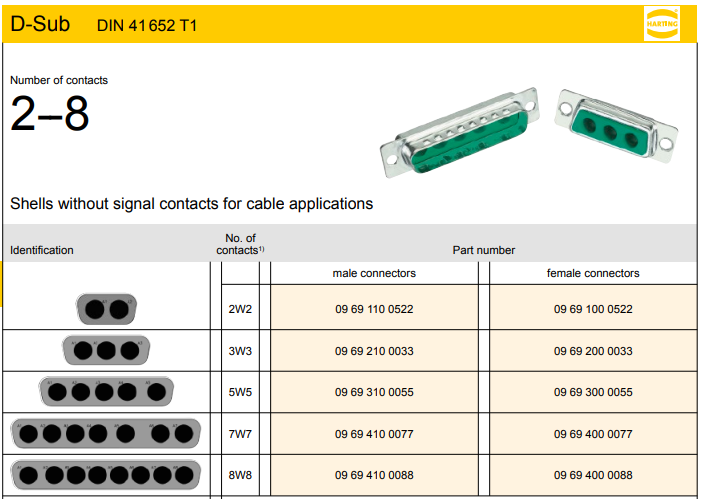 D-Sub DIN 41 652 T1
HARTING
Number of contacts
2–8
Shells without signal contacts for cable applications
Identification No. of contacts1) Part number
male connectors female connectors
2W2 09 69 110 0522 09 69 100 0522
3W3 09 69 210 0033 09 69 200 0033
5W5 09 69 310 0055 09 69 300 0055
7W7 09 69 410 0077 09 69 400 0077
8W8 09 69 410 0088 09 69 400 0088